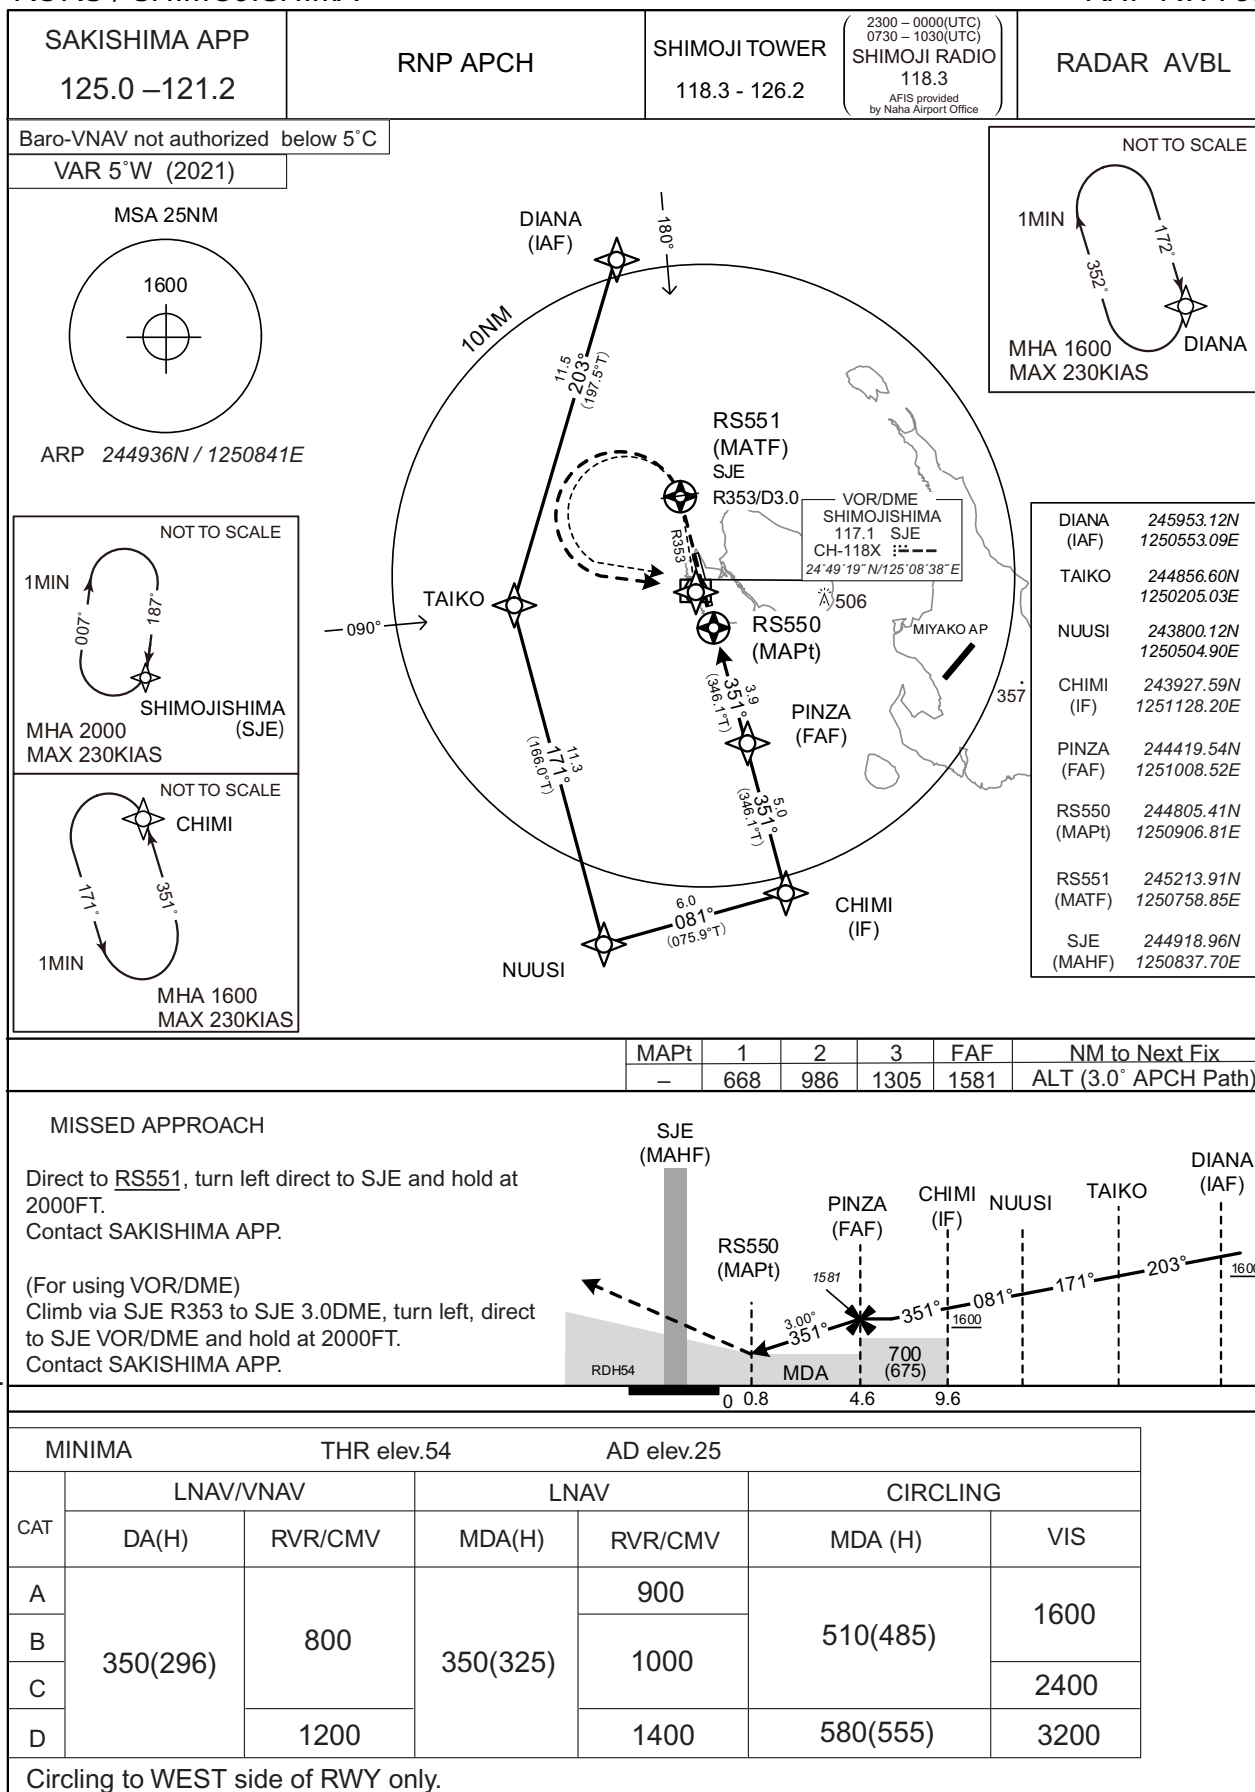 SAKISHIMA APP
125.0 –121.2
RNP APCH
SHIMOJI TOWER
118.3 - 126.2
2300 – 0000(UTC)
0730 – 1030(UTC)
SHIMOJI RADIO
118.3
AFIS provided
by Naha Airport Office
RADAR AVBL
Baro-VNAV not authorized below 5˚C
VAR 5˚W (2021)
MSA 25NM
1600
ARP 244936N / 1250841E
NOT TO SCALE
1MIN
007°
187°
SHIMOJISHIMA
(SJE)
MHA 2000
MAX 230KIAS
NOT TO SCALE
CHIMI
171°
351°
1MIN
MHA 1600
MAX 230KIAS
NOT TO SCALE
1MIN
172°
352°
MHA 1600
DIANA
MAX 230KIAS
DIANA
(IAF)
180°
10NM
11.5
203°
(197.5°T)
RS551
(MATF)
SJE
R353/D3.0
R353
VOR/DME
SHIMOJISHIMA
117.1 SJE
CH-118X
24°49´19˝N/125°08´38˝E
TAIKO
090°
506
RS550
(MAPt)
MIYAKO AP
357
3.9
351°
(346.1°T)
PINZA
(FAF)
11.3
171°
(166.0°T)
5.0
351°
(346.1°T)
CHIMI
(IF)
6.0
081°
(075.9°T)
NUUSI
DIANA 245953.12N
(IAF) 1250553.09E
TAIKO 244856.60N
1250205.03E
NUUSI 243800.12N
1250504.90E
CHIMI 243927.59N
(IF) 1251128.20E
PINZA 244419.54N
(FAF) 1251008.52E
RS550 244805.41N
(MAPt) 1250906.81E
RS551 245213.91N
(MATF) 1250758.85E
SJE 244918.96N
(MAHF) 1250837.70E
MAPt 1 2 3 FAF NM to Next Fix
– 668 986 1305 1581 ALT (3.0˚ APCH Path)
MISSED APPROACH
Direct to RS551, turn left direct to SJE and hold at
2000FT.
Contact SAKISHIMA APP.
(For using VOR/DME)
Climb via SJE R353 to SJE 3.0DME, turn left, direct
to SJE VOR/DME and hold at 2000FT.
Contact SAKISHIMA APP.
SJE
(MAHF)
RS550
(MAPt)
PINZA
(FAF)
CHIMI
(IF)
NUUSI
TAIKO
DIANA
(IAF)
1581
3.00°
351°
351°
1600
081°
171°
203°
RDH54
MDA
700
(675)
0 0.8 4.6 9.6
MINIMA THR elev.54 AD elev.25
CAT LNAV/VNAV LNAV CIRCLING
DA(H) RVR/CMV MDA(H) RVR/CMV MDA (H) VIS
A 350(296) 800 350(325) 900 510(485) 1600
B 1000
C 2400
D 1200 1400 580(555) 3200
Circling to WEST side of RWY only.